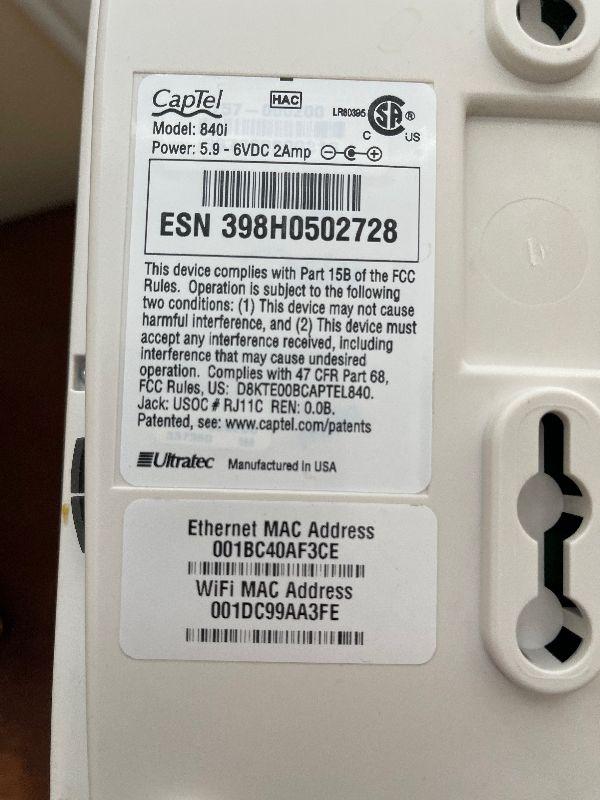 CapTel
HAC
LR80395
SA ®
C US
Model: 840i
Power: 5.9 - 6VDC 2Amp
ESN 398H0502728
This device complies with Part 15B of the FCC
Rules. Operation is subject to the following
two conditions: (1) This device may not cause
harmful interference, and (2) This device must
accept any interference received, including
interference that may cause undesired
operation. Complies with 47 CFR Part 68,
FCC Rules, US: D8KTE00BCAPTEL840.
Jack: USOC # RJ11C REN: 0.0B.
Patented, see: www.captel.com/patents
Ultratec Manufactured In USA
Ethernet MAC Address
001BC40AF3CE
WiFi MAC Address
001DC99AA3FE